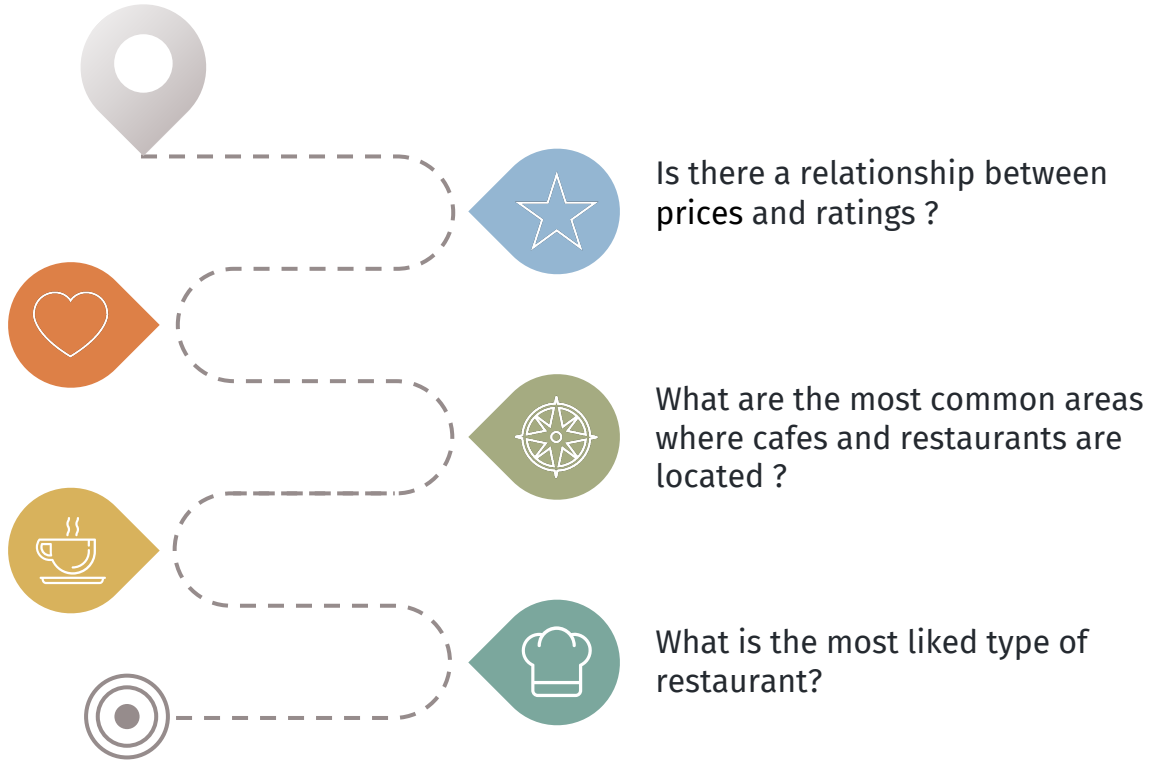 Is there a relationship between
prices and ratings ?
What are the most common areas
where cafes and restaurants are
located ?
What is the most liked type of
restaurant?